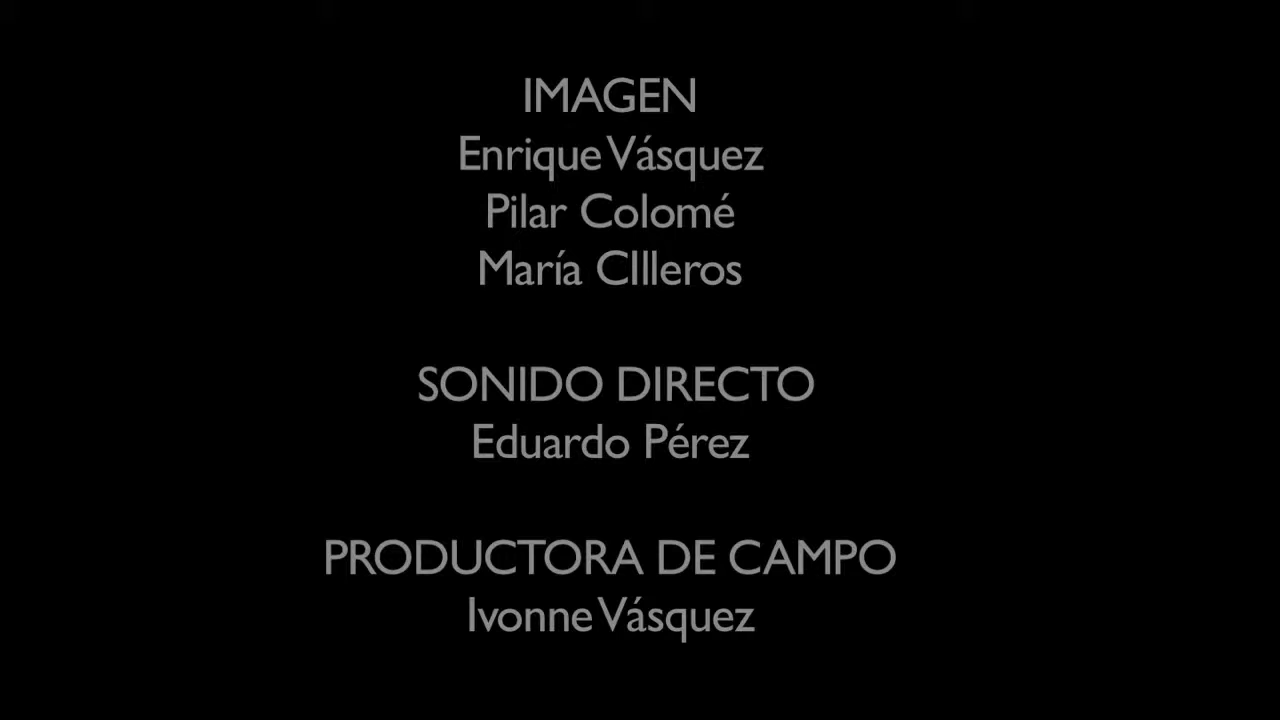 IMAGEN
Enrique Vásquez
Pilar Colomé
María CIlleros
SONIDO DIRECTO
Eduardo Pérez
PRODUCTORA DE CAMPO
Ivonne Vásquez